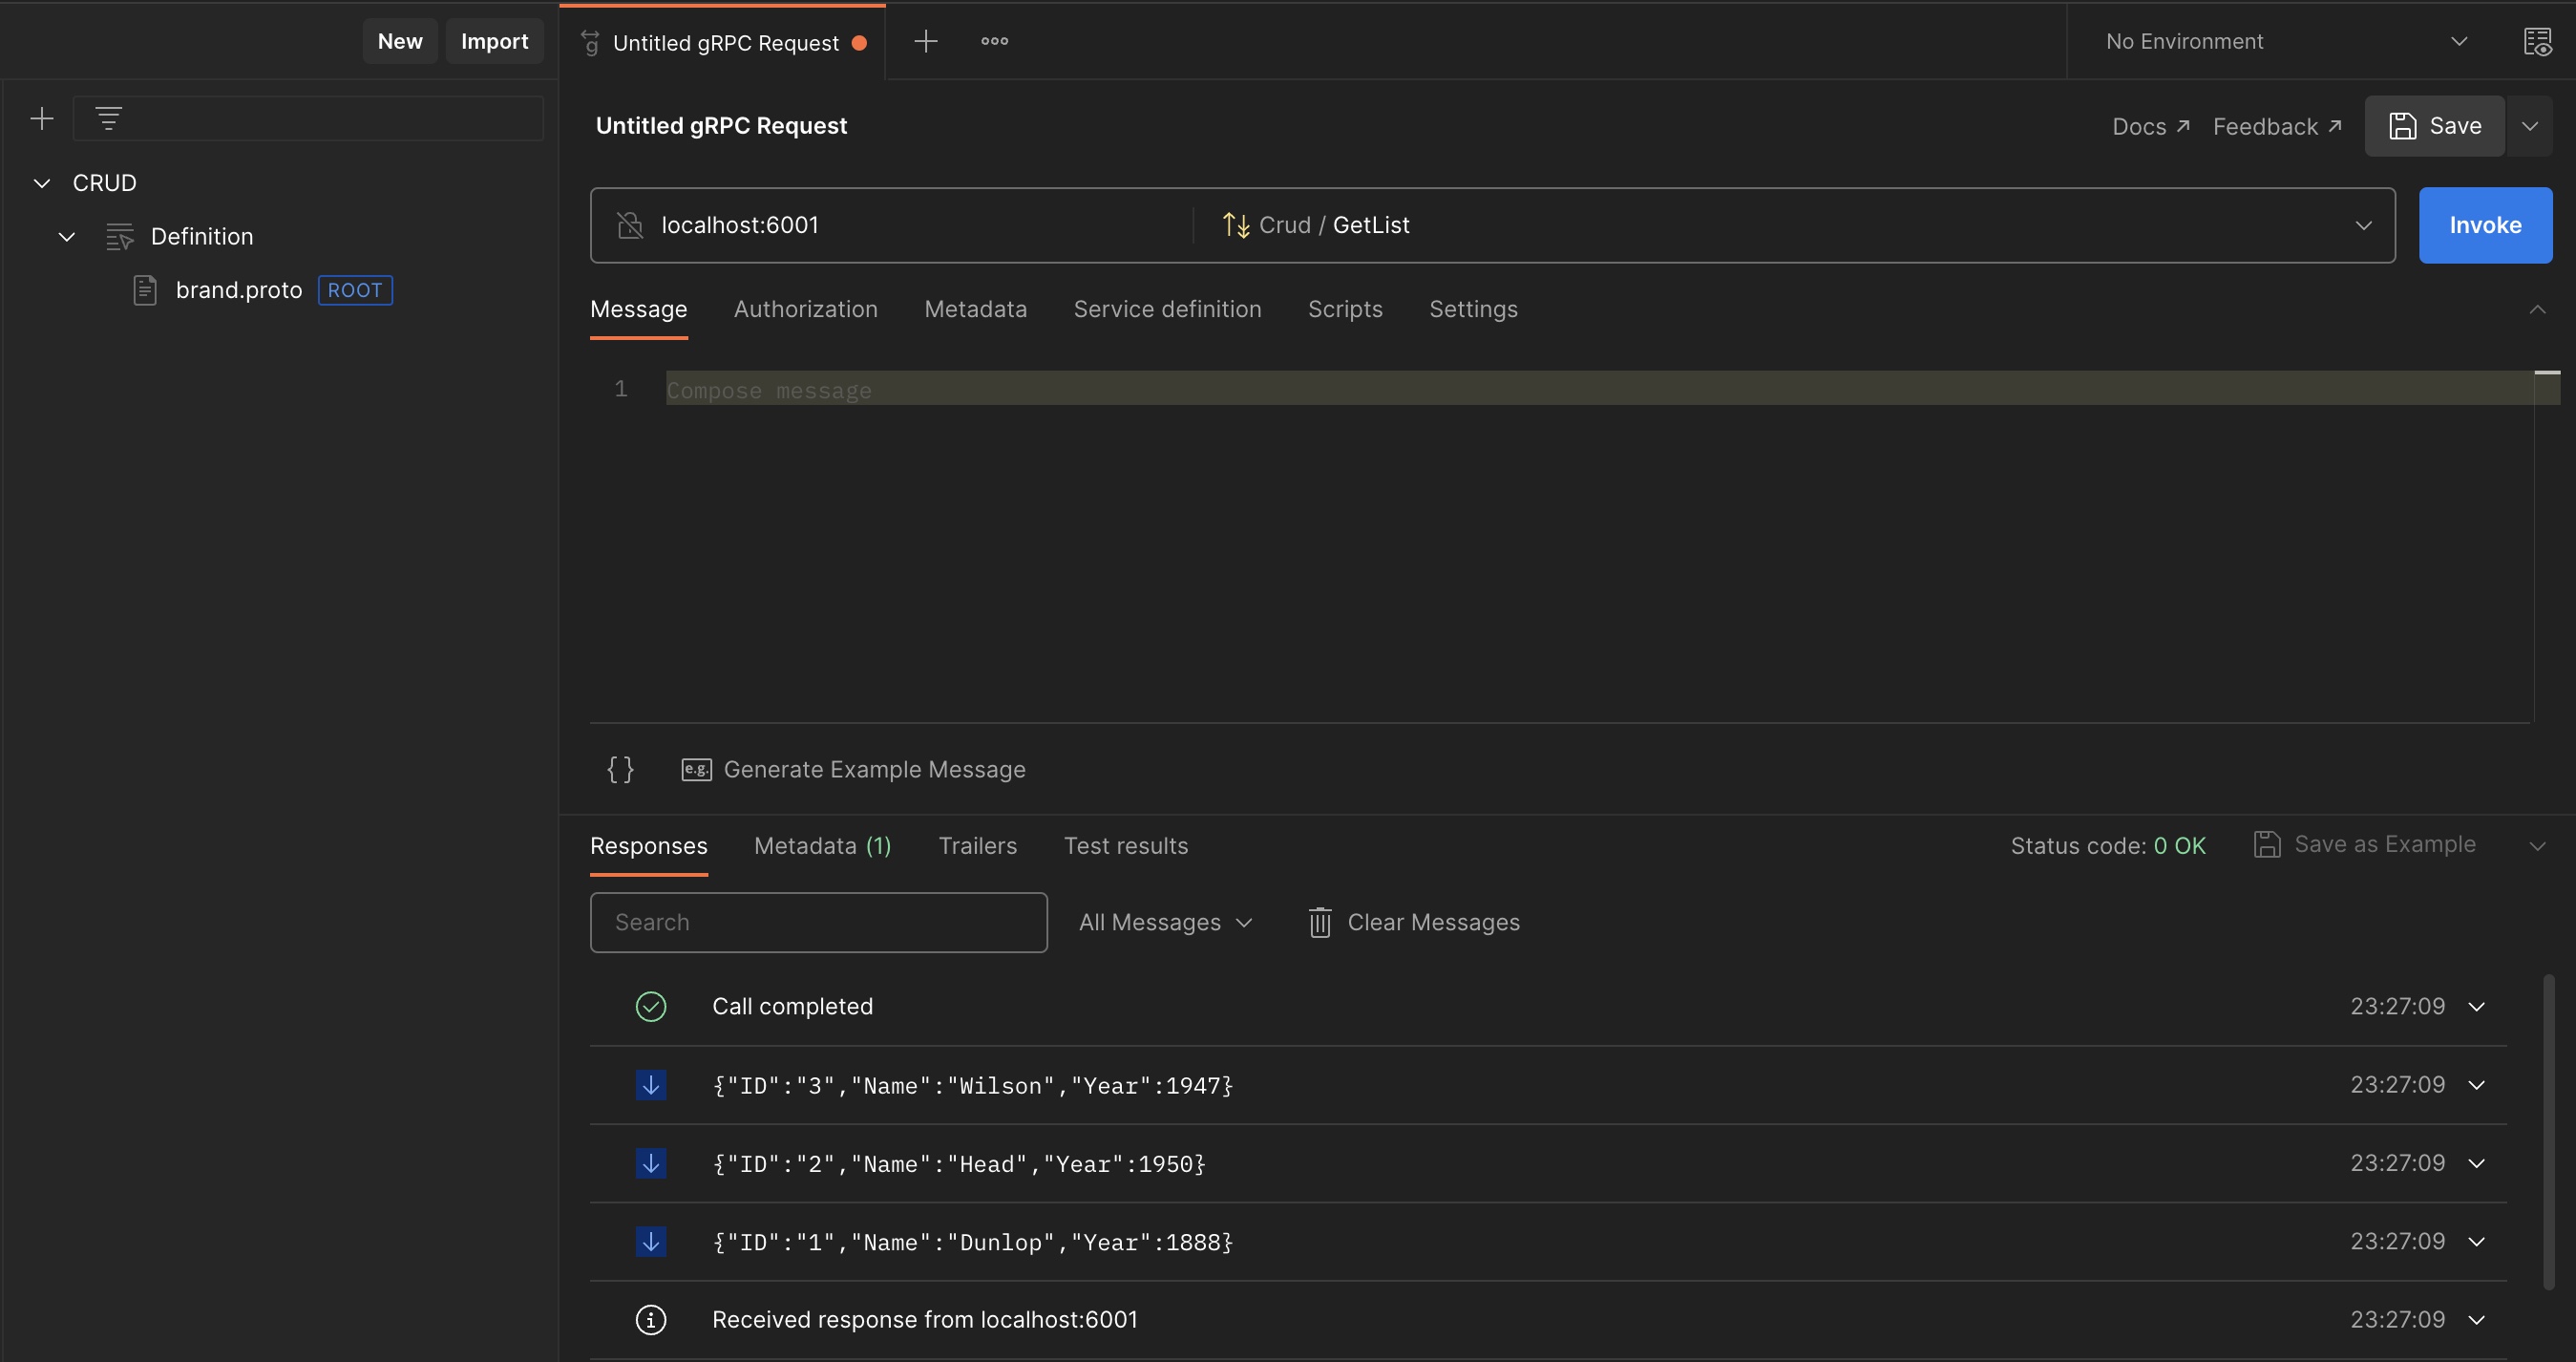 New Import
Untitled gRPC Request
No Environment
Untitled gRPC Request
Docs Feedback Save
CRUD
Definition
brand.proto ROOT
localhost:6001 Crud / GetList Invoke
Message Authorization Metadata Service definition Scripts Settings
1 Compose message
{} e.g. Generate Example Message
Responses Metadata (1) Trailers Test results Status code: 0 OK Save as Example
Search All Messages Clear Messages
Call completed 23:27:09
{"ID":"3","Name":"Wilson","Year":1947} 23:27:09
{"ID":"2","Name":"Head","Year":1950} 23:27:09
{"ID":"1","Name":"Dunlop","Year":1888} 23:27:09
Received response from localhost:6001 23:27:09